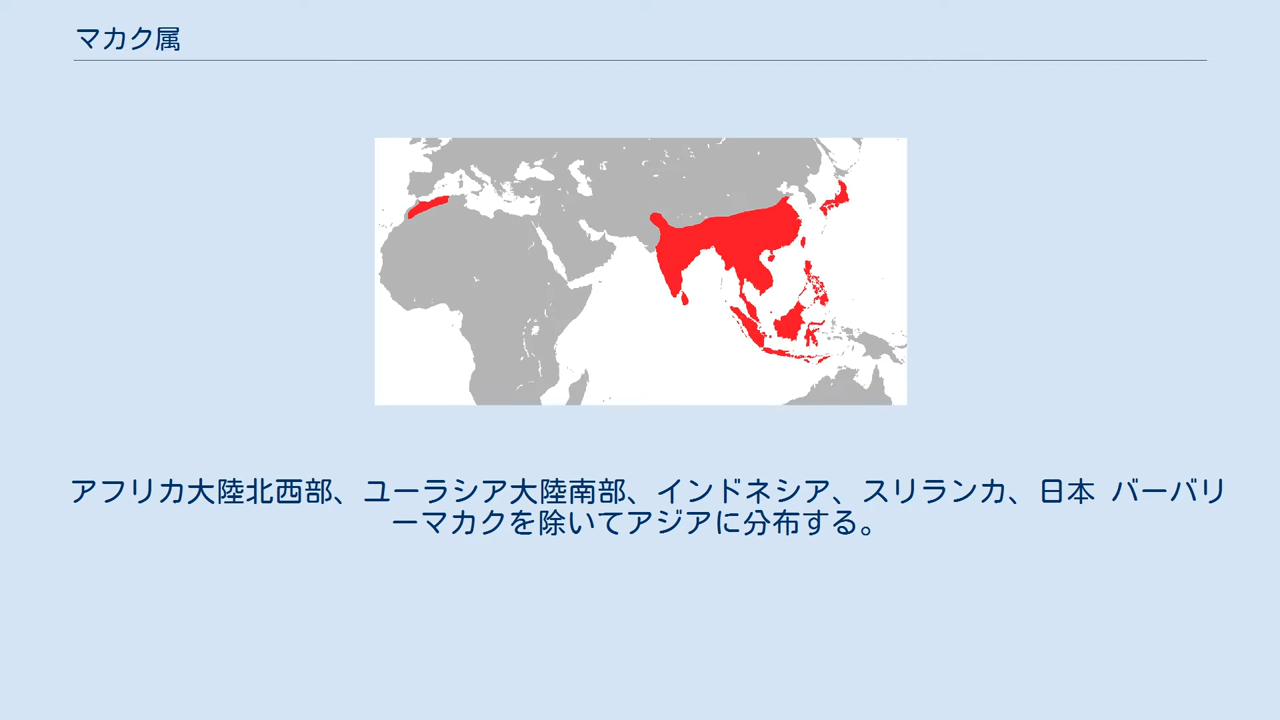 マカク属
アフリカ大陸北西部、ユーラシア大陸南部、インドネシア、スリランカ、日本 バーバリ
ーマカクを除いてアジアに分布する。